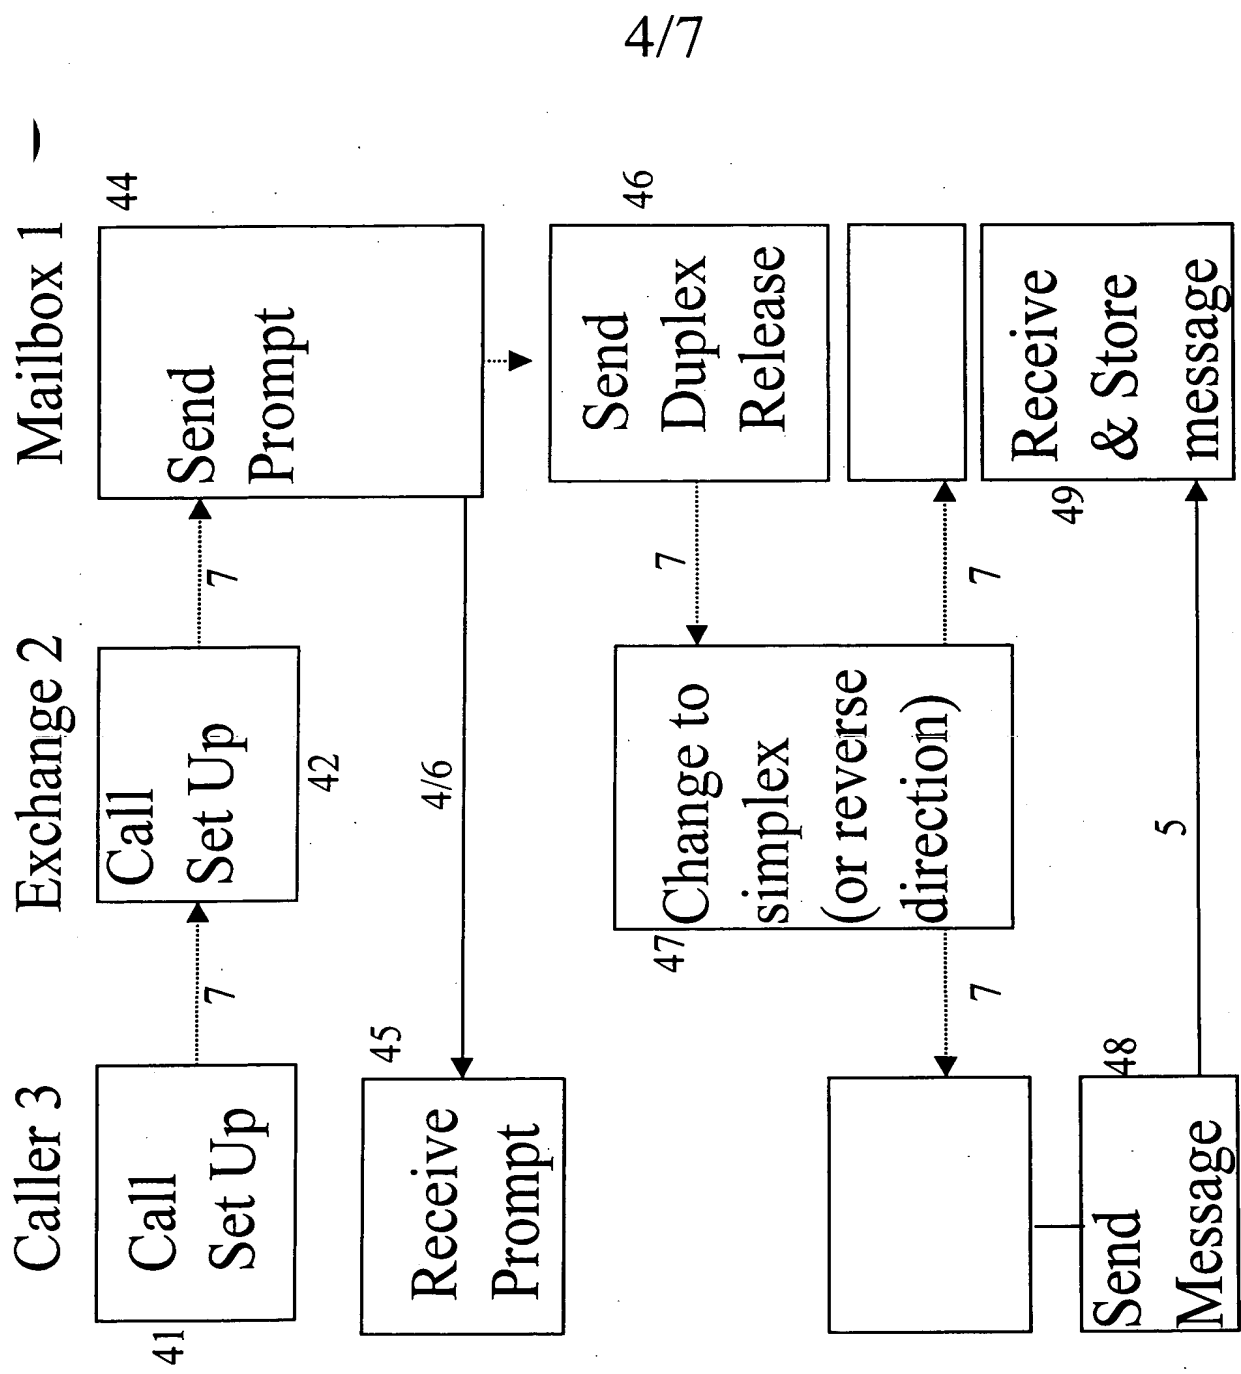 4/7
Caller 3
Exchange 2
Mailbox 1
41
Call
Set Up
7
Call
Set Up
42
7
44
Send
Prompt
4/6
45
Receive
Prompt
46
Send
Duplex
Release
7
47
Change to
simplex
(or reverse
direction)
7
7
48
Send
Message
5
49
Receive
& Store
message